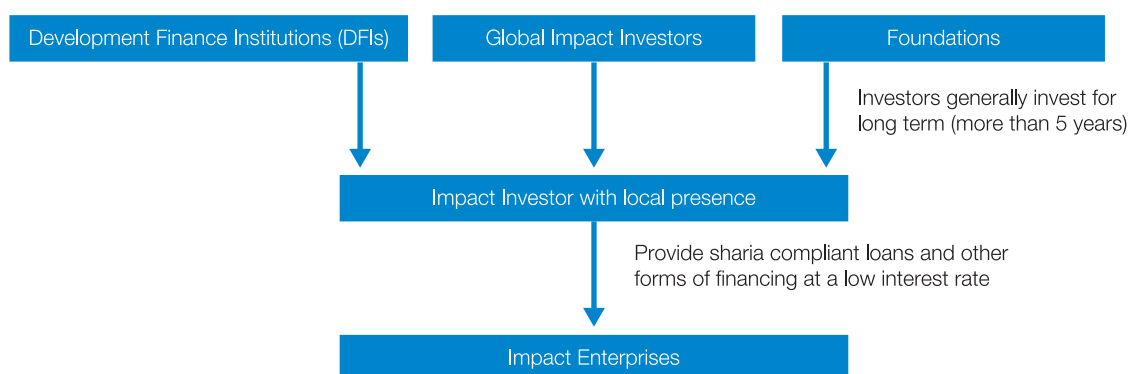 Development Finance Institutions (DFIs)
Global Impact Investors
Foundations
Investors generally invest for
long term (more than 5 years)
Impact Investor with local presence
Provide sharia compliant loans and other
forms of financing at a low interest rate
Impact Enterprises